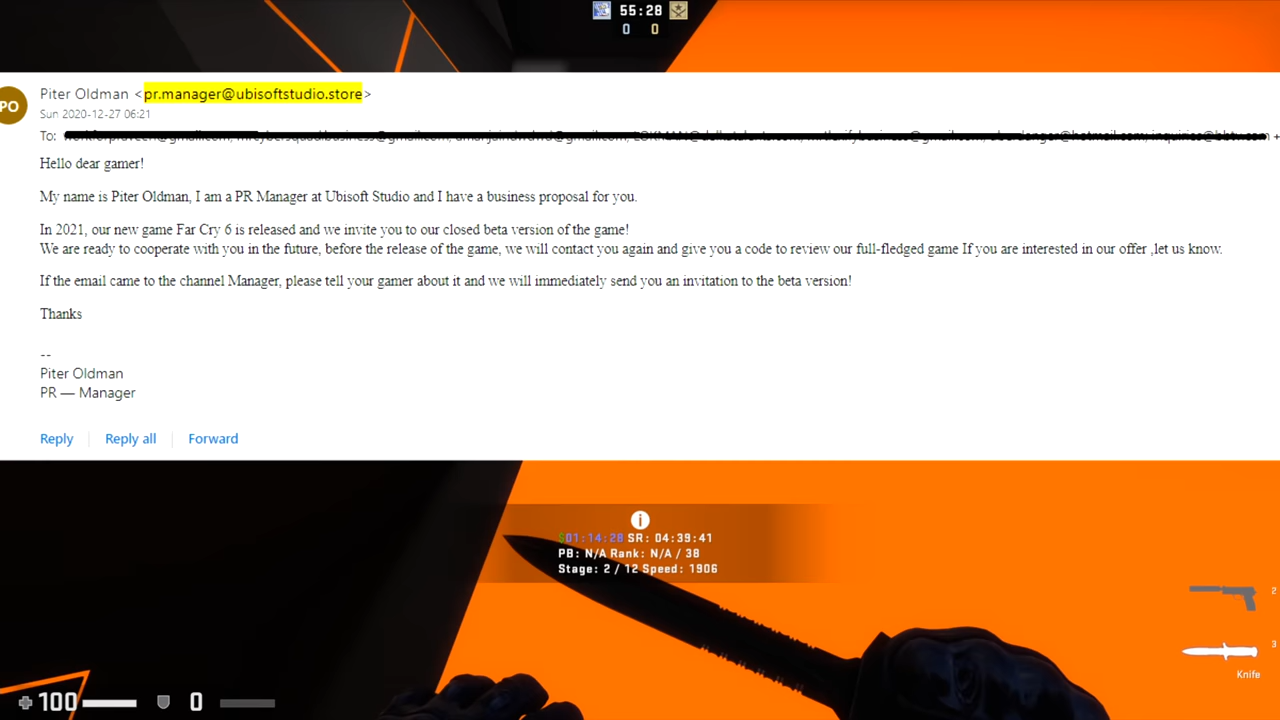 55:28
0 0
PO
Piter Oldman <pr.manager@ubisoftstudio.store>
Sun 2020-12-27 06:21
To:
Hello dear gamer!
My name is Piter Oldman, I am a PR Manager at Ubisoft Studio and I have a business proposal for you.
In 2021, our new game Far Cry 6 is released and we invite you to our closed beta version of the game!
We are ready to cooperate with you in the future, before the release of the game, we will contact you again and give you a code to review our full-fledged game If you are interested in our offer ,let us know.
If the email came to the channel Manager, please tell your gamer about it and we will immediately send you an invitation to the beta version!
Thanks
--
Piter Oldman
PR — Manager
Reply Reply all Forward
S01:14:28 SR: 04:39:41
PB: N/A Rank: N/A / 38
Stage: 2 / 12 Speed: 1906
2
3
Knife
100 0